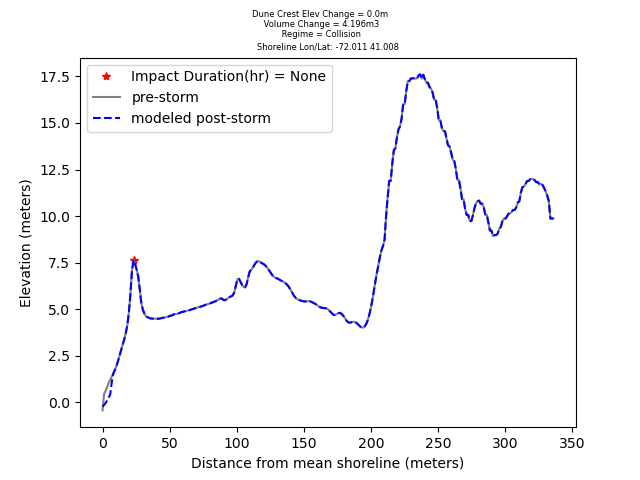 Dune Crest Elev Change = 0.0m
Volume Change = 4.196m3
Regime = Collision
Shoreline Lon/Lat: -72.011 41.008
Impact Duration(hr) = None
pre-storm
modeled post-storm
17.5
15.0
12.5
10.0
7.5
5.0
2.5
0.0
Elevation (meters)
0 50 100 150 200 250 300 350
Distance from mean shoreline (meters)